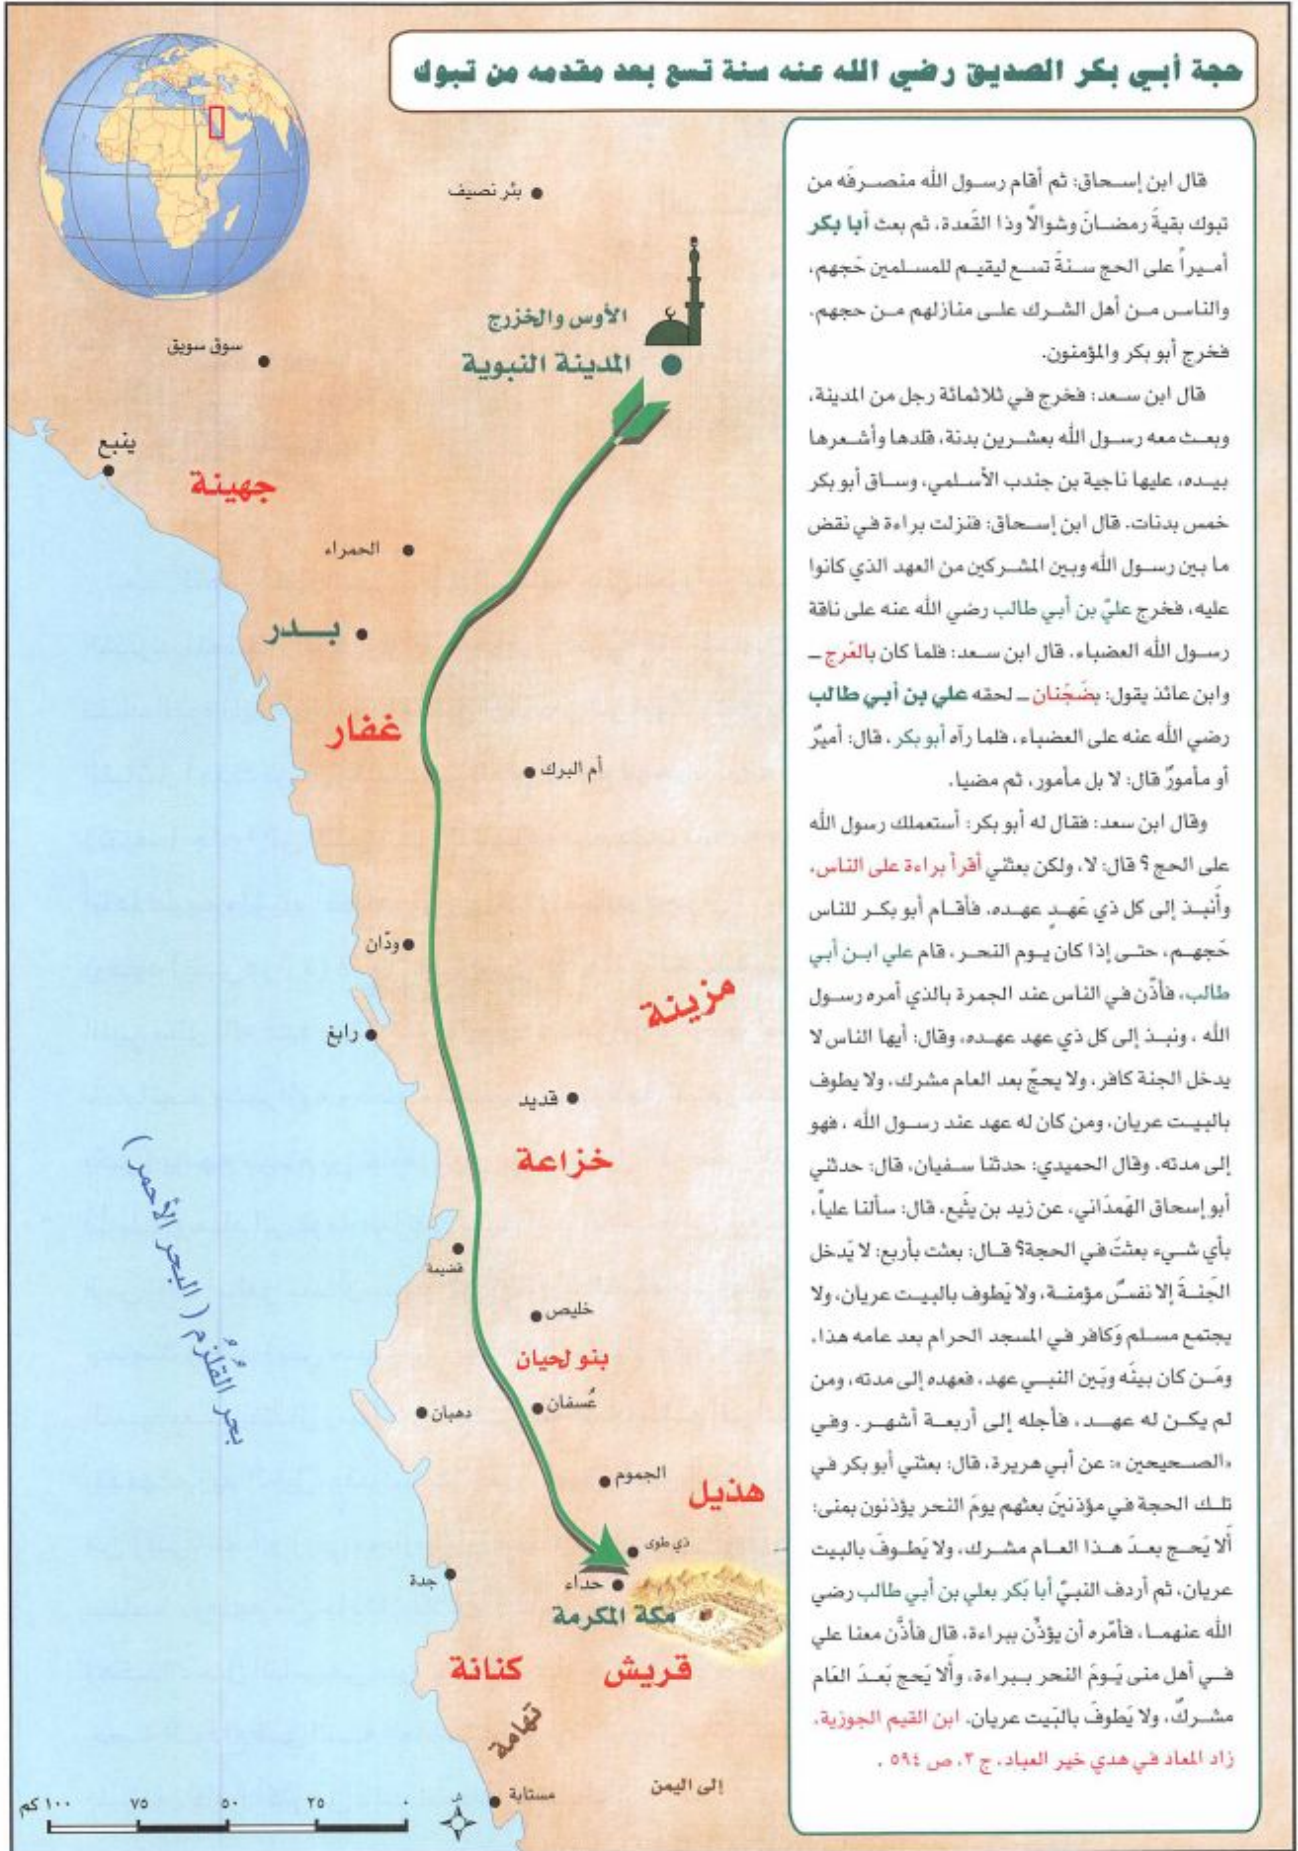 حجة أبي بكر الصديق رضي الله عنه سنة تسع بعد مقدمه من تبوك
قال ابن إسحاق: ثم أقام رسول الله منصرفَه من
تبوك بقيةَ رمضانَ وشوالاً وذا القَعدة، ثم بعث أبا بكر
أميراً على الحج سنةَ تسع ليقيم للمسلمين حَجهم،
والناس من أهل الشرك على منازلهم من حجهم،
فخرج أبو بكر والمؤمنون.
قال ابن سعد: فخرج في ثلاثمائة رجل من المدينة،
وبعث معه رسول الله بعشرين بدنة، قلدها وأشعرها
بيده، عليها ناجية بن جندب الأسلمي، وساق أبو بكر
خمس بدنات. قال ابن إسحاق: فنزلت براءة في نقض
ما بين رسول الله وبين المشركين من العهد الذي كانوا
عليه، فخرج عليّ بن أبي طالب رضي الله عنه على ناقة
رسول الله العضباء. قال ابن سعد: فلما كان بالعَرج ــ
وابن عائذ يقول: بضَجَنان ــ لحقه علي بن أبي طالب
رضي الله عنه على العضباء، فلما رآه أبو بكر، قال: أميرٌ
أو مأمورٌ قال: لا بل مأمور، ثم مضيا.
وقال ابن سعد: فقال له أبو بكر: أستعملك رسول الله
على الحج ؟ قال: لا، ولكن بعثني أقرأ براءة على الناس،
وأَنبذ إلى كل ذي عَهدٍ عهده. فأقام أبو بكر للناس
حَجهم، حتى إذا كان يوم النحر، قام علي ابن أبي
طالب، فأذّن في الناس عند الجمرة بالذي أمره رسول
الله ، ونبذ إلى كل ذي عهد عهده، وقال: أيها الناس لا
يدخل الجنة كافر، ولا يحجّ بعد العام مشرك، ولا يطوف
بالبيت عريان، ومن كان له عهد عند رسول الله ، فهو
إلى مدته. وقال الحميدي: حدثنا سفيان، قال: حدثني
أبو إسحاق الهَمدَاني، عن زيد بن يثَيع، قال: سألنا علياً،
بأي شيء بعثتَ في الحجة؟ قال: بعثت بأربع: لا يَدخل
الجَنةَ إلا نفسٌ مؤمنة، ولا يَطوف بالبيت عريان، ولا
يجتمع مسلم وَكافر في المسجد الحرام بعد عامه هذا،
ومَن كان بينَه وبَين النبي عهد، فعهده إلى مدته، ومن
لم يكن له عهد، فأجله إلى أربعة أشهر. وفي
«الصحيحين »: عن أبي هريرة، قال: بعثني أبو بكر في
تلك الحجة في مؤذنينَ بعثهم يومَ النحر يؤذنون بمنى:
ألا يَحج بعدَ هذا العام مشرك، ولا يَطوفَ بالبيت
عريان، ثم أردف النبيّ أبا بَكر بعلي بن أبي طالب رضي
الله عنهما، فأمَره أن يؤذّن ببراءة، قال فأذَّن معنا علي
في أهل منى يَومَ النحر ببراءة، وألا يَحج بَعدَ العَام
مشركٌ، ولا يَطوفَ بالبَيت عريان. ابن القيم الجوزية،
زاد المعاد في هدي خير العباد، ج ٣، ص ٥٩٤ .
بئر نصيف
الأوس والخزرج
المدينة النبوية
سوق سويق
ينبع
جهينة
الحمراء
بــدر
غفار
أم البرك
ودّان
مزينة
رابغ
قديد
خزاعة
قضيمة
خليص
بنو لحيان
عُسفان
دهبان
الجموم
هذيل
ذي طوى
حداء
جدة
مكة المكرمة
قريش
كنانة
تهامة
إلى اليمن
مستابة
بحر القُلزُم ( البحر الأحمر )
ش
١٠٠ كم ٧٥ ٥٠ ٢٥ ٠